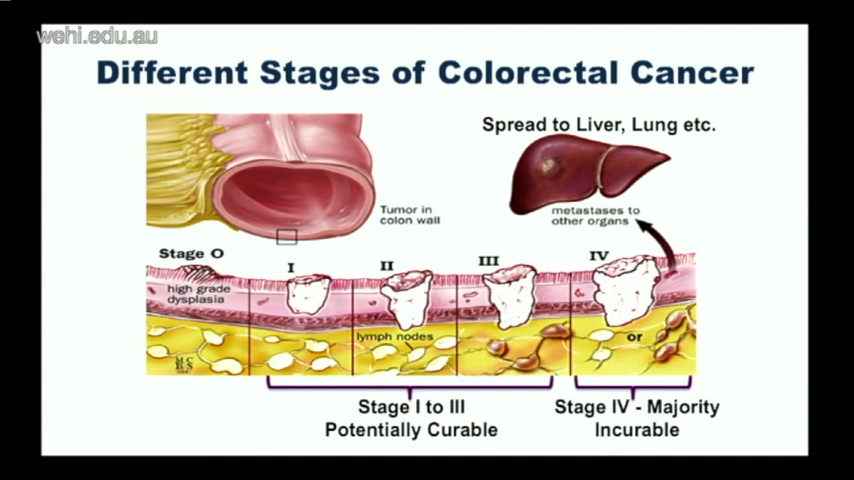 wehi.edu.au
Different Stages of Colorectal Cancer
Spread to Liver, Lung etc.
Tumor in
colon wall
metastases to
other organs
Stage O
I
II
III
IV
high grade
dysplasia
lymph nodes
or
Stage I to III
Potentially Curable
Stage IV - Majority
Incurable